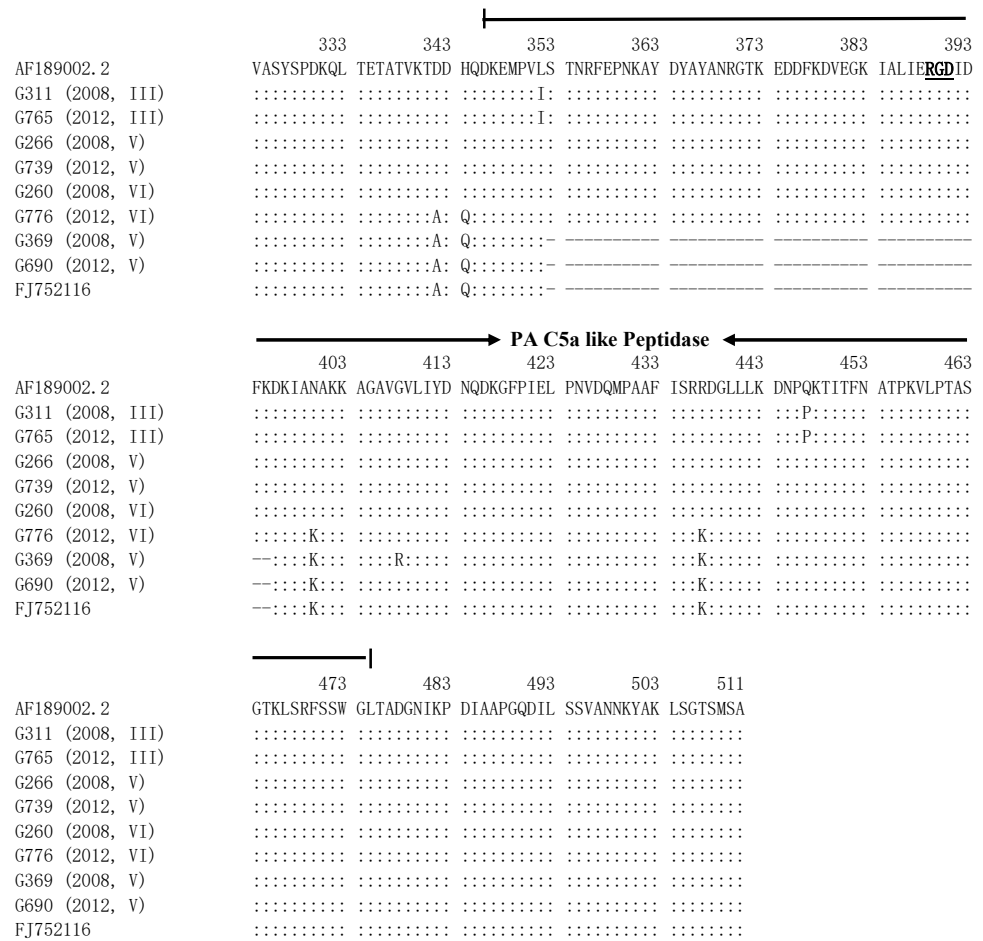 333 343 353 363 373 383 393
AF189002.2 VASYSPDKQL TETATVKTDD HQDKEMPVLS TNRFEPNKAY DYAYANRGTK EDDFKDVEGK IALIERGDID
G311 (2008, III) :::::::::: :::::::::: ::::::::I: :::::::::: :::::::::: :::::::::: ::::::::::
G765 (2012, III) :::::::::: :::::::::: ::::::::I: :::::::::: :::::::::: :::::::::: ::::::::::
G266 (2008, V) :::::::::: :::::::::: :::::::::: :::::::::: :::::::::: :::::::::: ::::::::::
G739 (2012, V) :::::::::: :::::::::: :::::::::: :::::::::: :::::::::: :::::::::: ::::::::::
G260 (2008, VI) :::::::::: :::::::::: :::::::::: :::::::::: :::::::::: :::::::::: ::::::::::
G776 (2012, VI) :::::::::: ::::::::A: Q::::::::: :::::::::: :::::::::: :::::::::: ::::::::::
G369 (2008, V) :::::::::: ::::::::A: Q::::::::- ---------- ---------- ---------- ----------
G690 (2012, V) :::::::::: ::::::::A: Q::::::::- ---------- ---------- ---------- ----------
FJ752116 :::::::::: ::::::::A: Q::::::::- ---------- ---------- ---------- ----------
PA C5a like Peptidase
403 413 423 433 443 453 463
AF189002.2 FKDKIANAKK AGAVGVLIYD NQDKGFPIEL PNVDQMPAAF ISRRDGLLLK DNPQKTITFN ATPKVLPTAS
G311 (2008, III) :::::::::: :::::::::: :::::::::: :::::::::: :::::::::: :::P:::::: ::::::::::
G765 (2012, III) :::::::::: :::::::::: :::::::::: :::::::::: :::::::::: :::P:::::: ::::::::::
G266 (2008, V) :::::::::: :::::::::: :::::::::: :::::::::: :::::::::: :::::::::: ::::::::::
G739 (2012, V) :::::::::: :::::::::: :::::::::: :::::::::: :::::::::: :::::::::: ::::::::::
G260 (2008, VI) :::::::::: :::::::::: :::::::::: :::::::::: :::::::::: :::::::::: ::::::::::
G776 (2012, VI) ::::::K::: :::::::::: :::::::::: :::::::::: :::K:::::: :::::::::: ::::::::::
G369 (2008, V) --::::K::: ::::R::::: :::::::::: :::::::::: :::K:::::: :::::::::: ::::::::::
G690 (2012, V) --::::K::: :::::::::: :::::::::: :::::::::: :::K:::::: :::::::::: ::::::::::
FJ752116 --::::K::: :::::::::: :::::::::: :::::::::: :::K:::::: :::::::::: ::::::::::
473 483 493 503 511
AF189002.2 GTKLSRFSSW GLTADGNIKP DIAAPGQDIL SSVANNKYAK LSGTSMSA
G311 (2008, III) :::::::::: :::::::::: :::::::::: :::::::::: ::::::::
G765 (2012, III) :::::::::: :::::::::: :::::::::: :::::::::: ::::::::
G266 (2008, V) :::::::::: :::::::::: :::::::::: :::::::::: ::::::::
G739 (2012, V) :::::::::: :::::::::: :::::::::: :::::::::: ::::::::
G260 (2008, VI) :::::::::: :::::::::: :::::::::: :::::::::: ::::::::
G776 (2012, VI) :::::::::: :::::::::: :::::::::: :::::::::: ::::::::
G369 (2008, V) :::::::::: :::::::::: :::::::::: :::::::::: ::::::::
G690 (2012, V) :::::::::: :::::::::: :::::::::: :::::::::: ::::::::
FJ752116 :::::::::: :::::::::: :::::::::: :::::::::: ::::::::